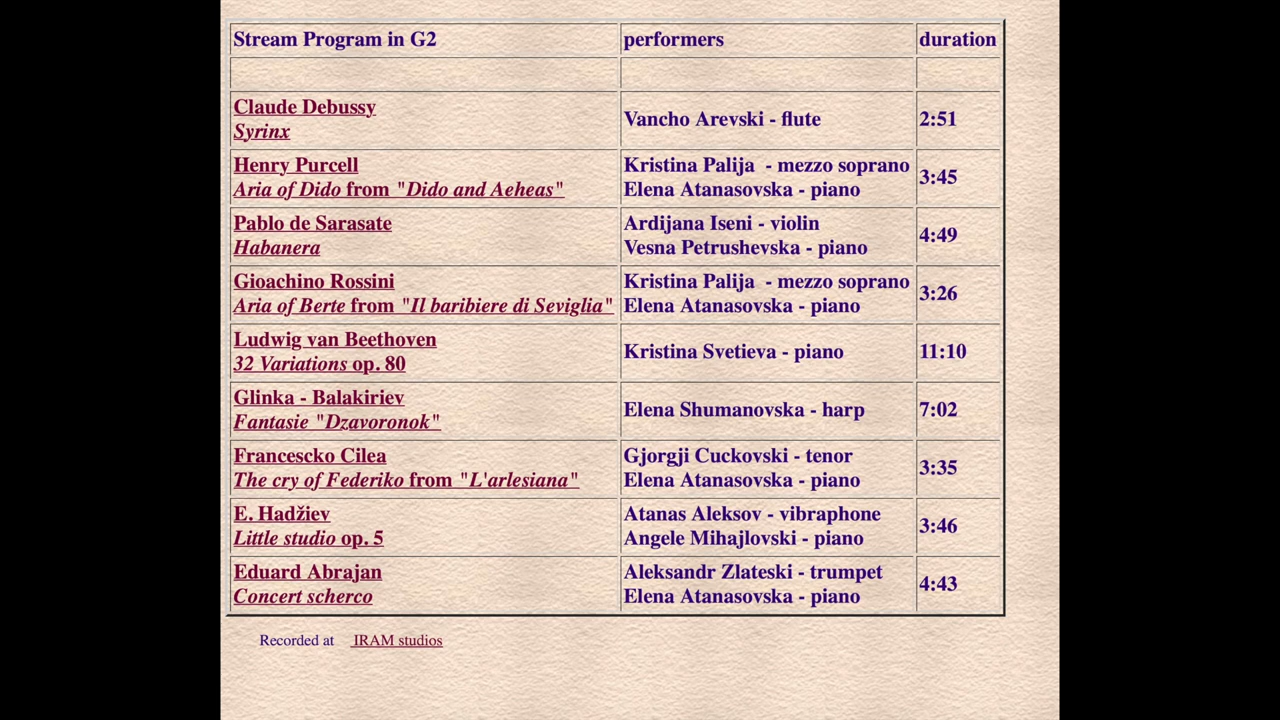 Stream Program in G2 performers duration
Claude Debussy
Syrinx
Vancho Arevski - flute
2:51
Henry Purcell
Aria of Dido from "Dido and Aeheas"
Kristina Palija - mezzo soprano
Elena Atanasovska - piano
3:45
Pablo de Sarasate
Habanera
Ardijana Iseni - violin
Vesna Petrushevska - piano
4:49
Gioachino Rossini
Aria of Berte from "Il baribiere di Seviglia"
Kristina Palija - mezzo soprano
Elena Atanasovska - piano
3:26
Ludwig van Beethoven
32 Variations op. 80
Kristina Svetieva - piano
11:10
Glinka - Balakiriev
Fantasie "Dzavoronok"
Elena Shumanovska - harp
7:02
Francescko Cilea
The cry of Federiko from "L'arlesiana"
Gjorgji Cuckovski - tenor
Elena Atanasovska - piano
3:35
E. Hadžiev
Little studio op. 5
Atanas Aleksov - vibraphone
Angele Mihajlovski - piano
3:46
Eduard Abrajan
Concert scherco
Aleksandr Zlateski - trumpet
Elena Atanasovska - piano
4:43
Recorded at IRAM studios